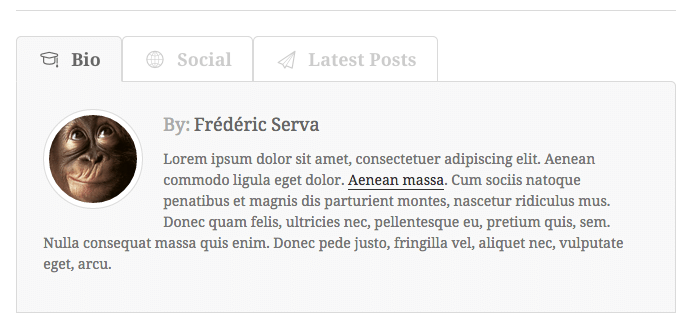 Bio Social Latest Posts
By: Frédéric Serva
Lorem ipsum dolor sit amet, consectetuer adipiscing elit. Aenean
commodo ligula eget dolor. Aenean massa. Cum sociis natoque
penatibus et magnis dis parturient montes, nascetur ridiculus mus.
Donec quam felis, ultricies nec, pellentesque eu, pretium quis, sem.
Nulla consequat massa quis enim. Donec pede justo, fringilla vel, aliquet nec, vulputate
eget, arcu.